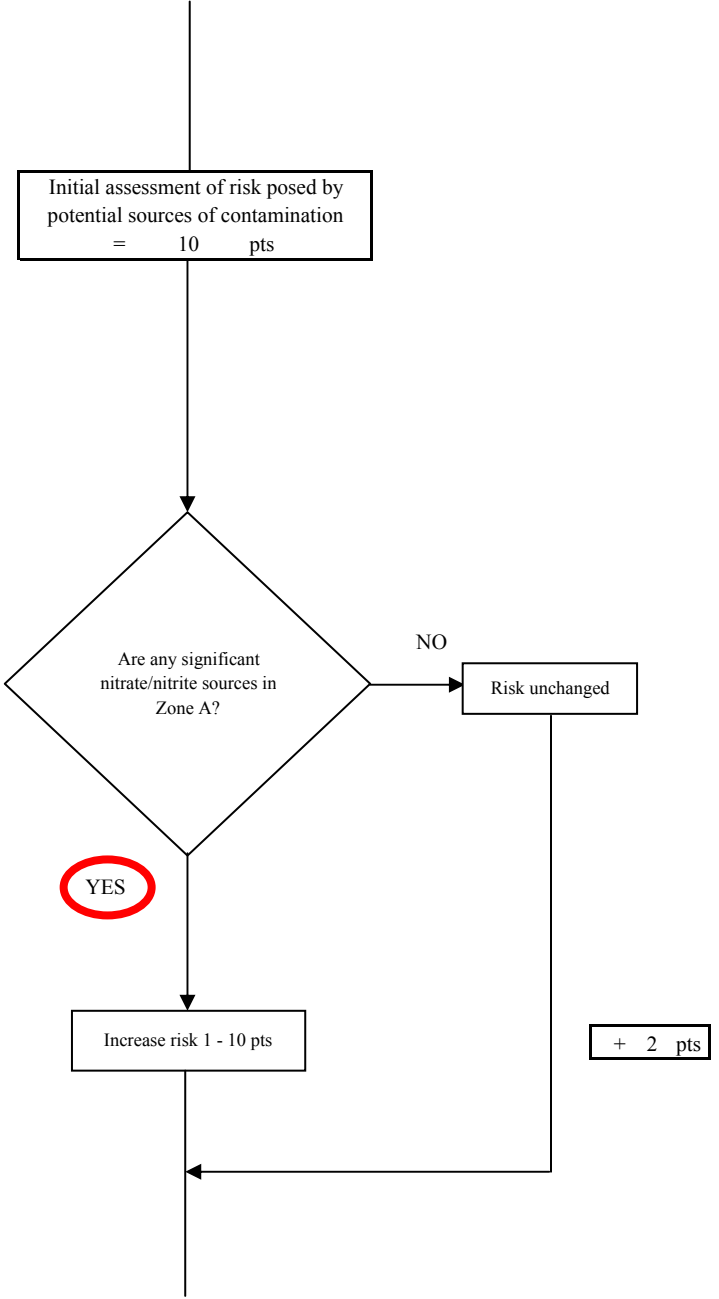 Initial assessment of risk posed by
potential sources of contamination
= 10 pts
Are any significant
nitrate/nitrite sources in
Zone A?
NO
Risk unchanged
YES
Increase risk 1 - 10 pts
+ 2 pts